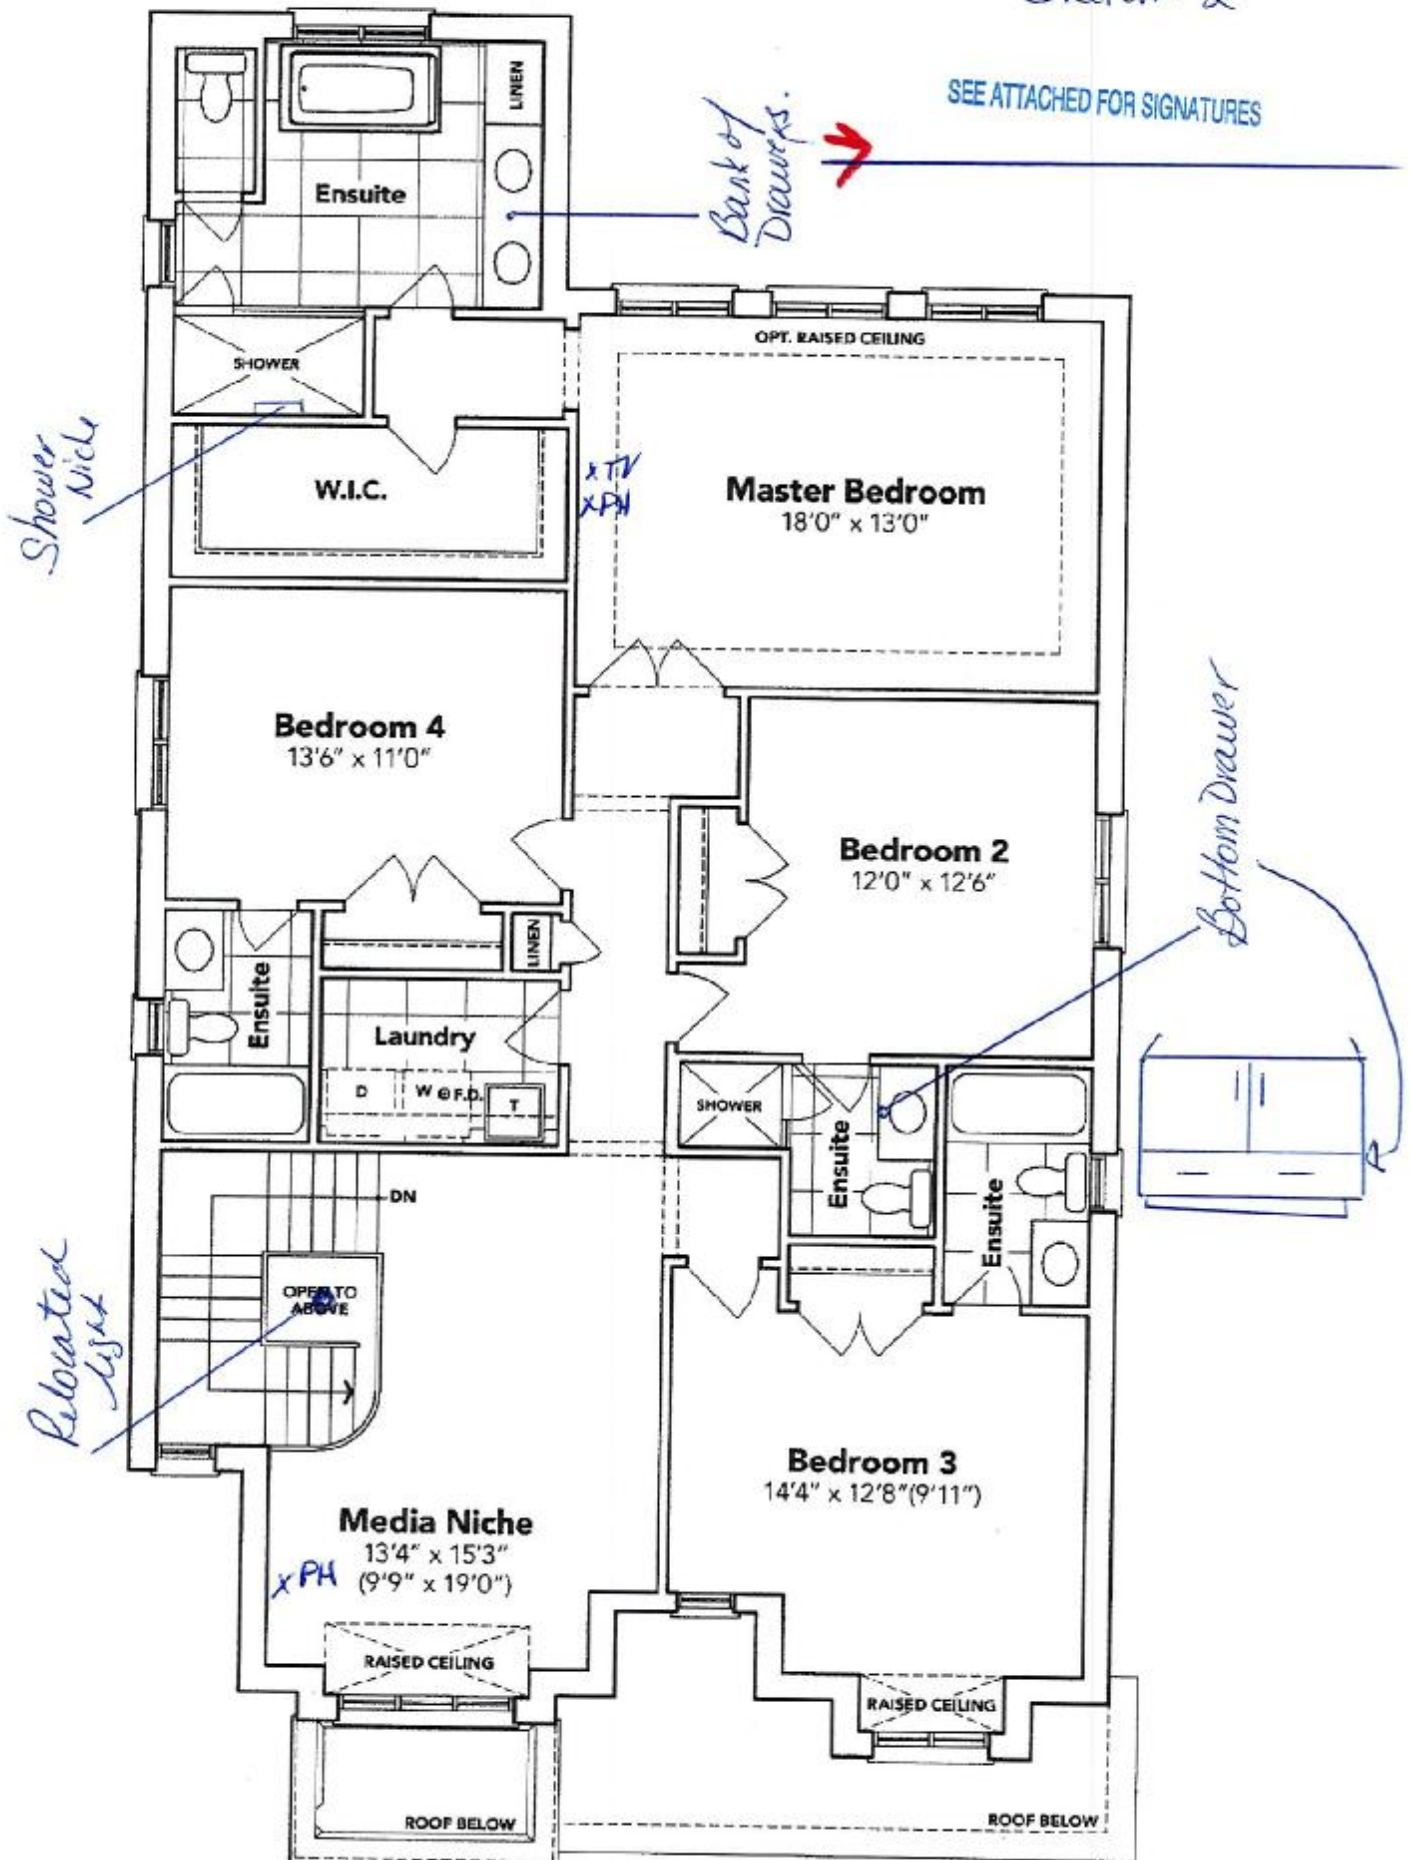 SEE ATTACHED FOR SIGNATURES
LINEN
Bank of
Drawers.
Ensuite
OPT. RAISED CEILING
SHOWER
Shower
Niche
W.I.C.
x TV
x PH
Master Bedroom
18'0" x 13'0"
Bedroom 4
13'6" x 11'0"
Bottom Drawer
Bedroom 2
12'0" x 12'6"
LINEN
Ensuite
Laundry
D
W
F.D.
T
SHOWER
Ensuite
Ensuite
DN
OPEN TO
ABOVE
Relocated
light
Bedroom 3
14'4" x 12'8"(9'11")
Media Niche
13'4" x 15'3"
(9'9" x 19'0")
x PH
RAISED CEILING
RAISED CEILING
ROOF BELOW
ROOF BELOW